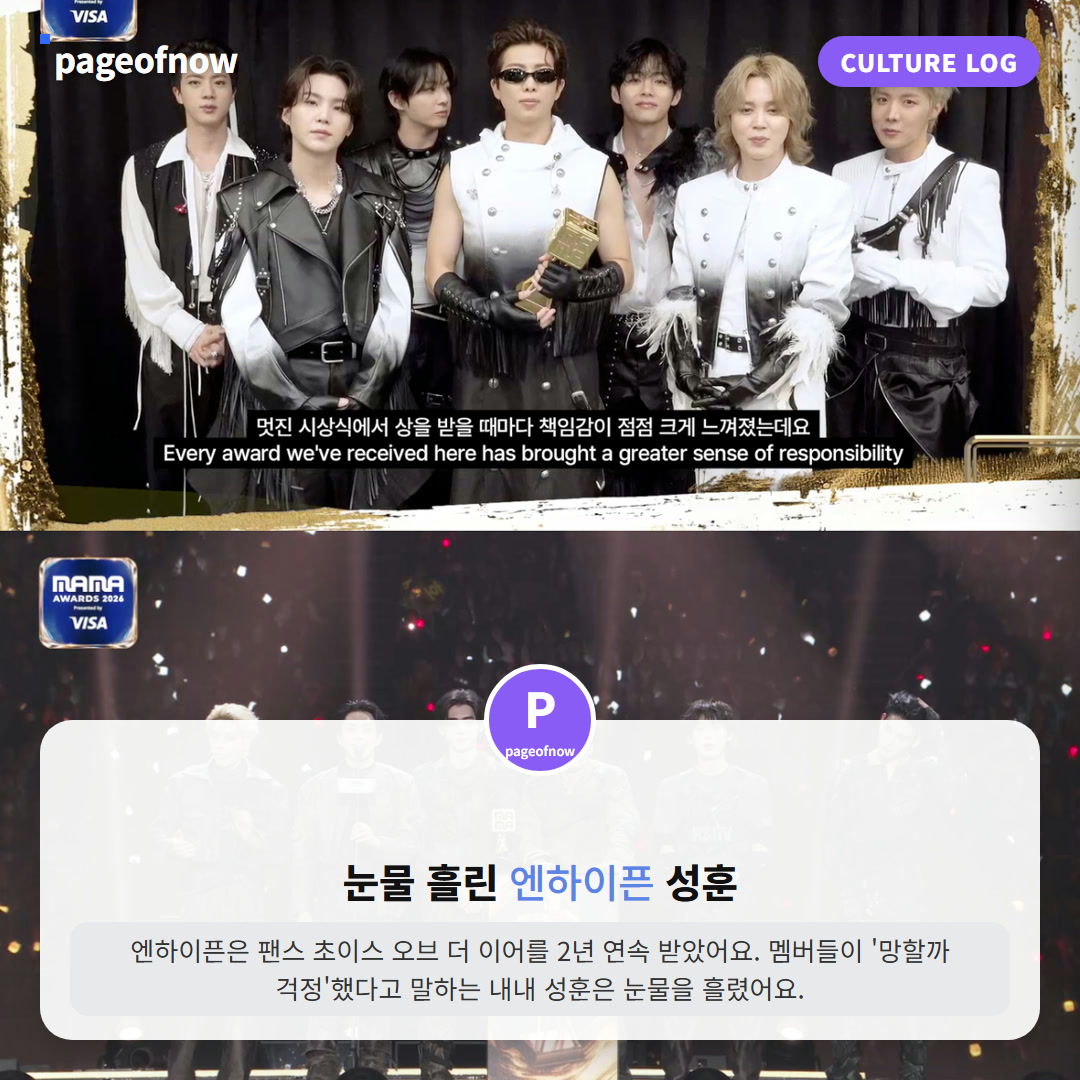 VISA
pageofnow
CULTURE LOG
멋진 시상식에서 상을 받을 때마다 책임감이 점점 크게 느껴졌는데요
Every award we've received here has brought a greater sense of responsibility
MAMA
AWARDS 2026
Presented by
VISA
P
pageofnow
눈물 흘린 엔하이픈 성훈
엔하이픈은 팬스 초이스 오브 더 이어를 2년 연속 받았어요. 멤버들이 '망할까
걱정'했다고 말하는 내내 성훈은 눈물을 흘렸어요.